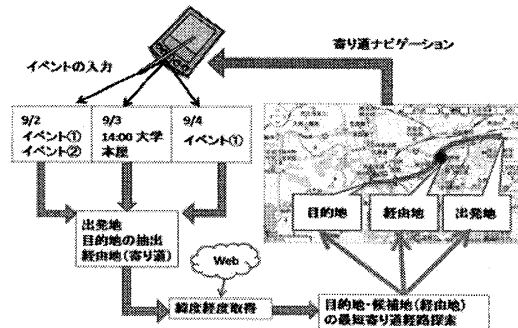 寄り道ナビゲーション
イベントの入力
9/2
イベント①
イベント②
9/3
14:00 大学
本屋
9/4
イベント①
目的地
経由地
出発地
出発地
目的地の抽出
経由地(寄り道)
Web
緯度経度取得
目的地・候補地(経由地)
の最短寄り道経路探索